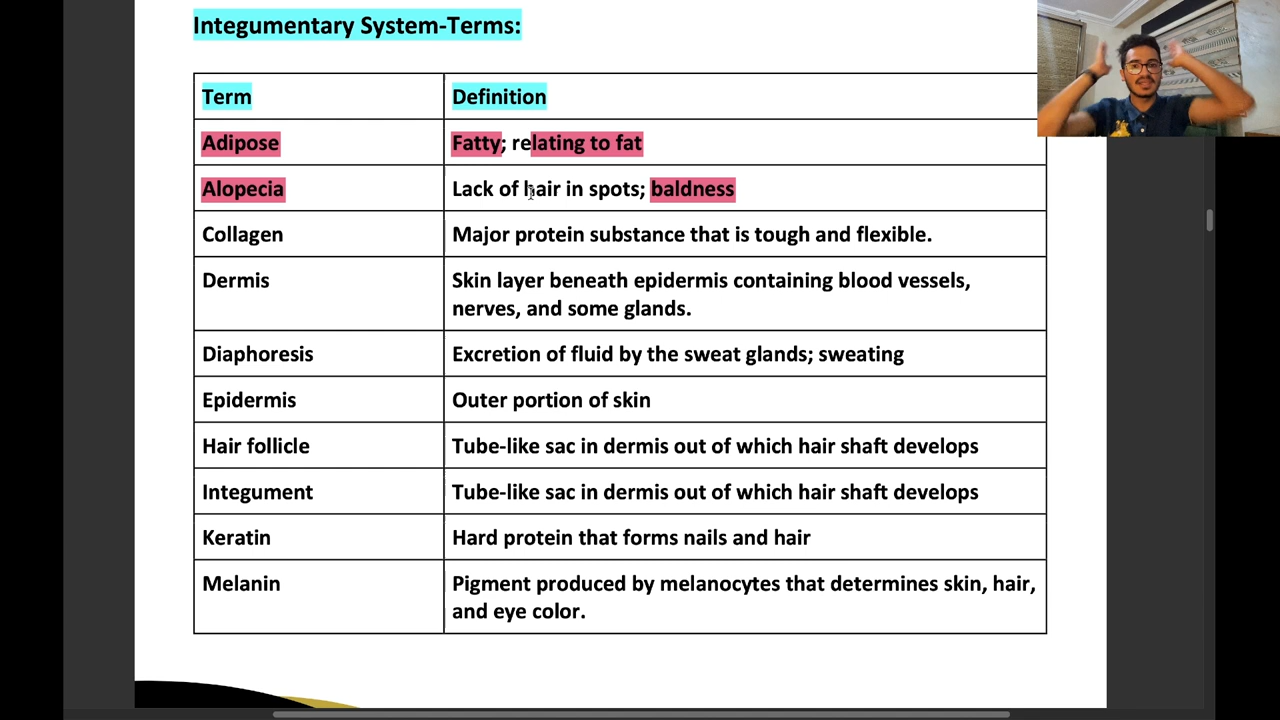 Integumentary System-Terms:
Term Definition
Adipose Fatty; relating to fat
Alopecia Lack of hair in spots; baldness
Collagen Major protein substance that is tough and flexible.
Dermis Skin layer beneath epidermis containing blood vessels,
nerves, and some glands.
Diaphoresis Excretion of fluid by the sweat glands; sweating
Epidermis Outer portion of skin
Hair follicle Tube-like sac in dermis out of which hair shaft develops
Integument Tube-like sac in dermis out of which hair shaft develops
Keratin Hard protein that forms nails and hair
Melanin Pigment produced by melanocytes that determines skin, hair,
and eye color.